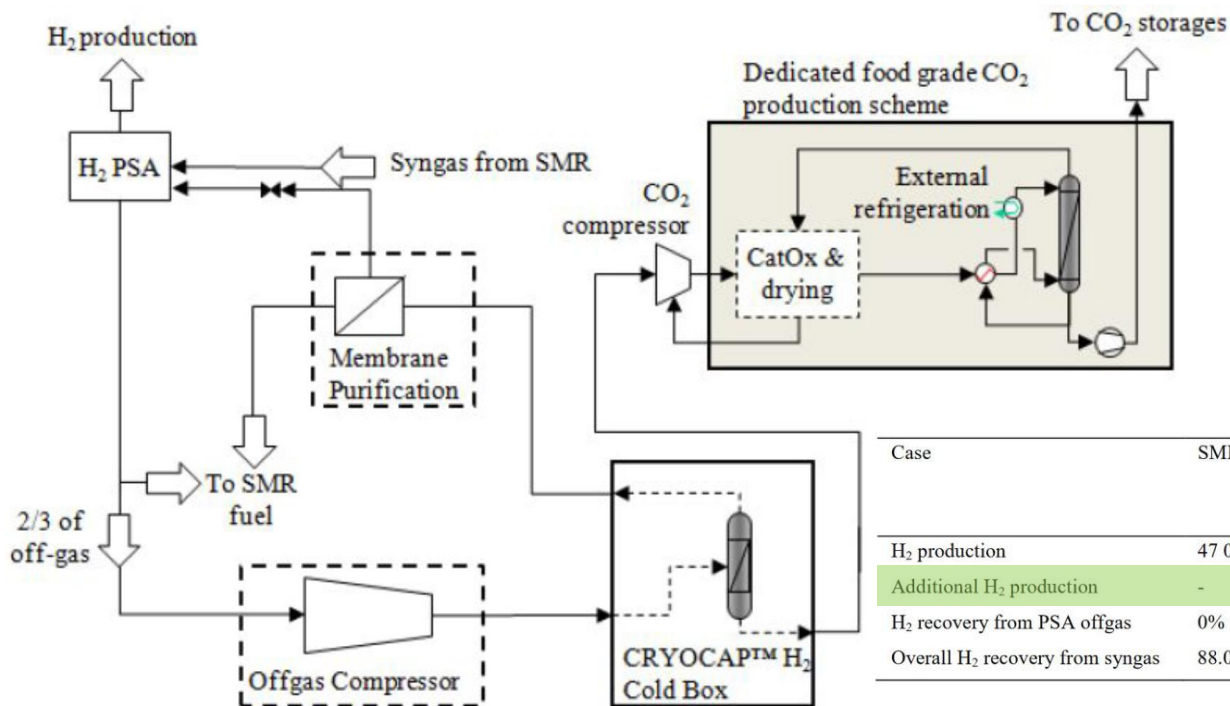 H₂ production
H₂ PSA
Syngas from SMR
Membrane
Purification
To SMR
fuel
2/3 of
off-gas
Offgas Compressor
CRYOCAP™ H₂
Cold Box
CO₂
compressor
To CO₂ storages
Dedicated food grade CO₂
production scheme
External
refrigeration
CatOx &
drying
Case
H₂ production 47
Additional H₂ production -
H₂ recovery from PSA offgas 0%
Overall H₂ recovery from syngas